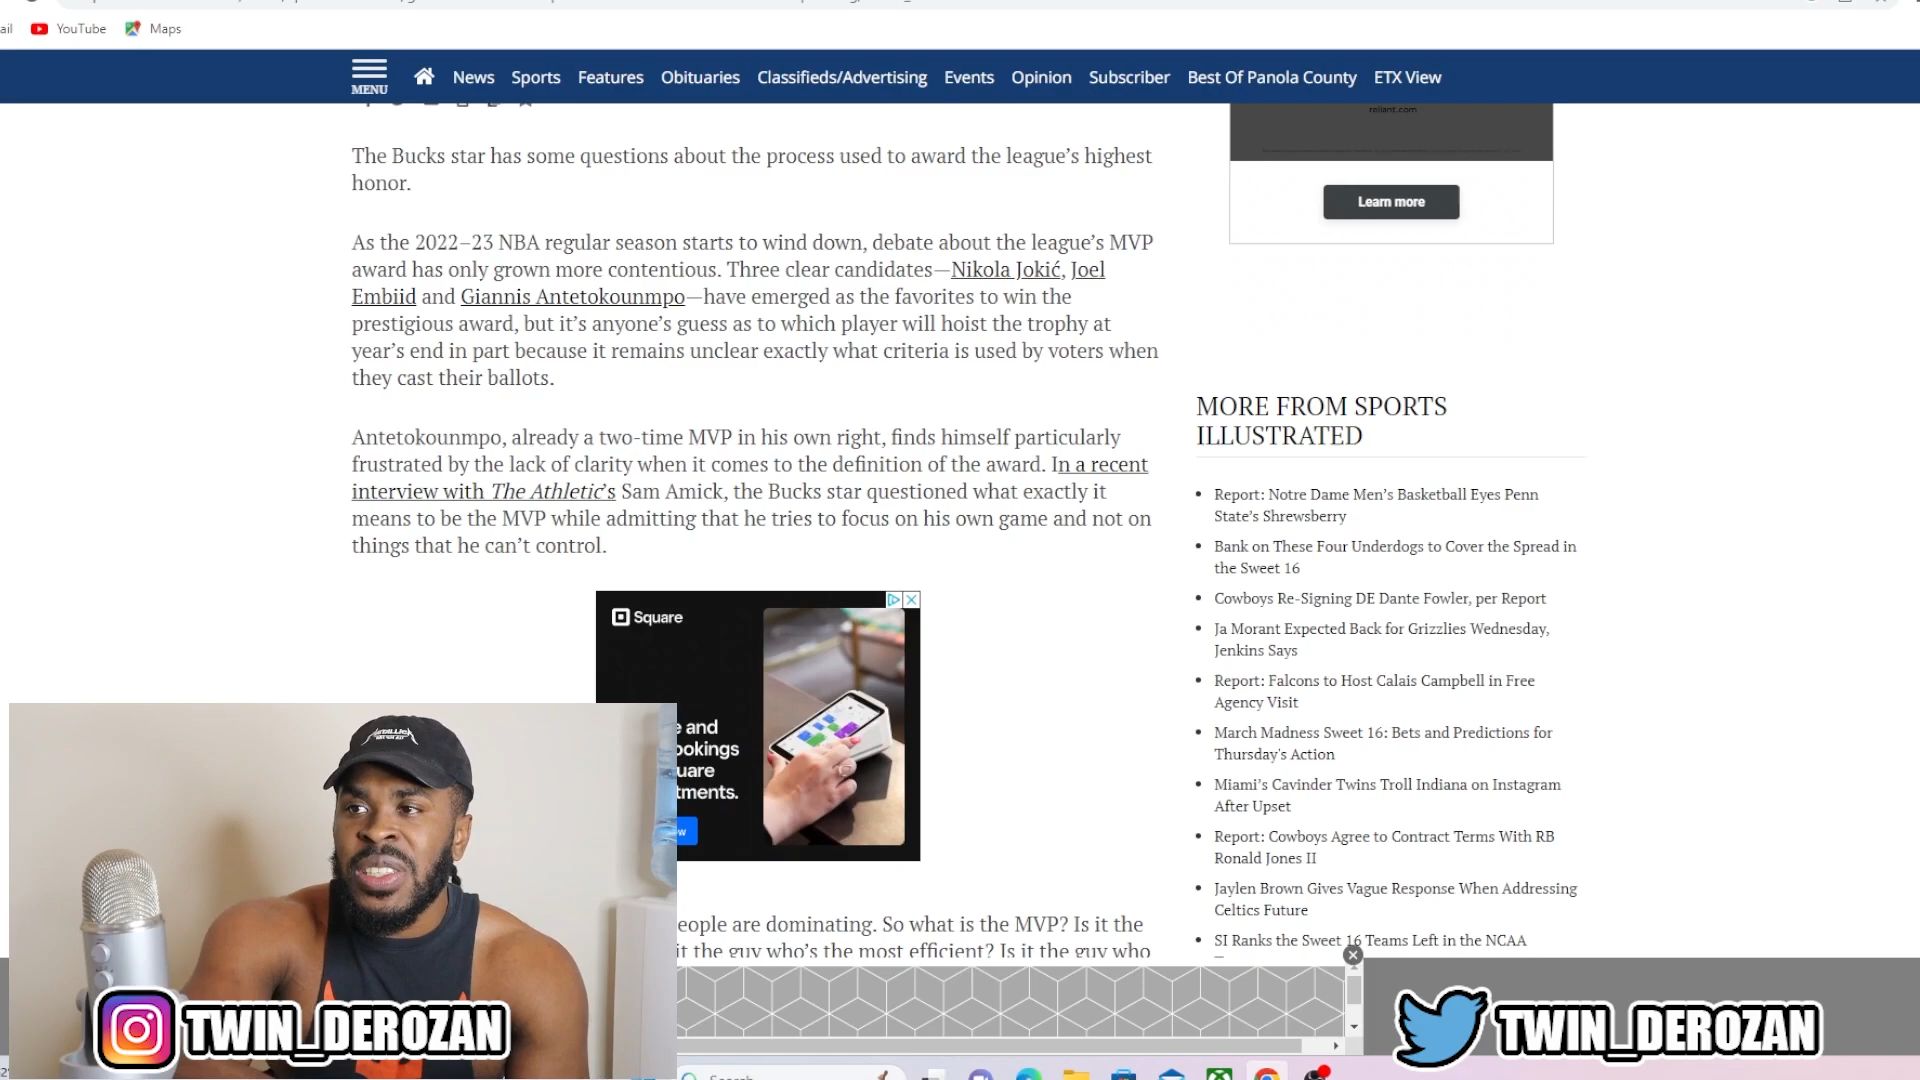 ail YouTube Maps
MENU News Sports Features Obituaries Classifieds/Advertising Events Opinion Subscriber Best Of Panola County ETX View
The Bucks star has some questions about the process used to award the league's highest
honor.
As the 2022–23 NBA regular season starts to wind down, debate about the league's MVP
award has only grown more contentious. Three clear candidates—Nikola Jokić, Joel
Embiid and Giannis Antetokounmpo—have emerged as the favorites to win the
prestigious award, but it's anyone's guess as to which player will hoist the trophy at
year's end in part because it remains unclear exactly what criteria is used by voters when
they cast their ballots.
Antetokounmpo, already a two-time MVP in his own right, finds himself particularly
frustrated by the lack of clarity when it comes to the definition of the award. In a recent
interview with The Athletic's Sam Amick, the Bucks star questioned what exactly it
means to be the MVP while admitting that he tries to focus on his own game and not on
things that he can't control.
Square
e and
ookings
uare
tments.
ow
eople are dominating. So what is the MVP? Is it the
it the guy who's the most efficient? Is it the guy who
reliant.com
Learn more
MORE FROM SPORTS
ILLUSTRATED
Report: Notre Dame Men's Basketball Eyes Penn
State's Shrewsberry
Bank on These Four Underdogs to Cover the Spread in
the Sweet 16
Cowboys Re-Signing DE Dante Fowler, per Report
Ja Morant Expected Back for Grizzlies Wednesday,
Jenkins Says
Report: Falcons to Host Calais Campbell in Free
Agency Visit
March Madness Sweet 16: Bets and Predictions for
Thursday's Action
Miami's Cavinder Twins Troll Indiana on Instagram
After Upset
Report: Cowboys Agree to Contract Terms With RB
Ronald Jones II
Jaylen Brown Gives Vague Response When Addressing
Celtics Future
SI Ranks the Sweet 16 Teams Left in the NCAA
METALLICA
TWIN_DEROZAN
TWIN_DEROZAN
Search